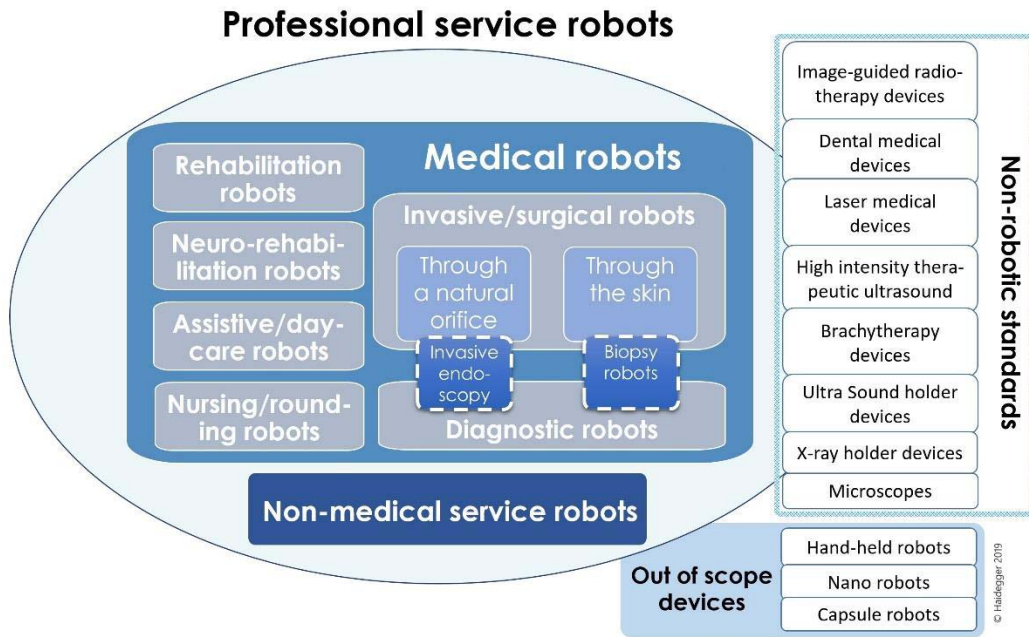 Professional service robots
Medical robots
Rehabilitation
robots
Neuro-rehabi-
litation robots
Assistive/day-
care robots
Nursing/round-
ing robots
Invasive/surgical robots
Through
a natural
orifice
Through
the skin
Invasive
endo-
scopy
Biopsy
robots
Diagnostic robots
Non-medical service robots
Image-guided radio-
therapy devices
Dental medical
devices
Laser medical
devices
High intensity thera-
peutic ultrasound
Brachytherapy
devices
Ultra Sound holder
devices
X-ray holder devices
Microscopes
Non-robotic standards
Out of scope
devices
Hand-held robots
Nano robots
Capsule robots
© Haidegger 2019